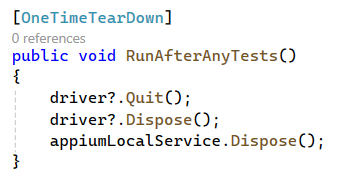 [OneTimeTearDown]
0 references
public void RunAfterAnyTests()
{
driver?.Quit();
driver?.Dispose();
appiumLocalService.Dispose();
}